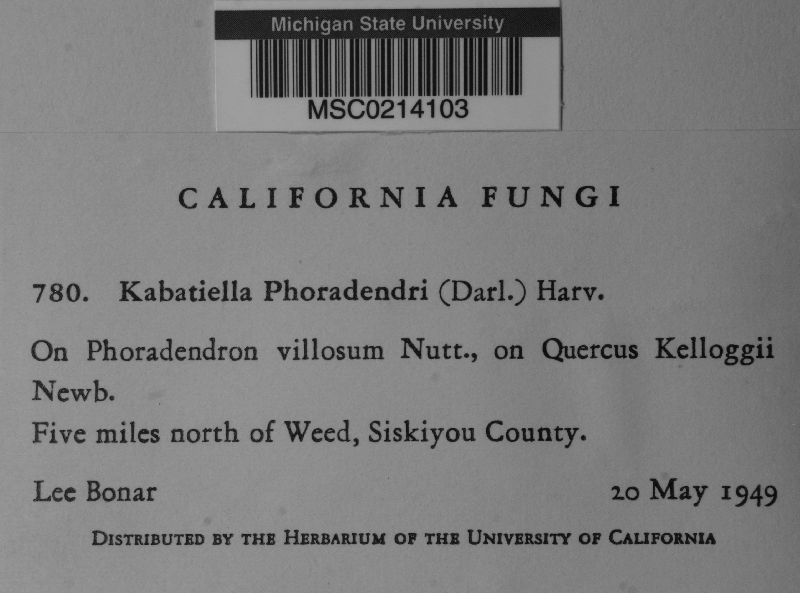 Michigan State University
MSC0214103
CALIFORNIA FUNGI
780. Kabatiella Phoradendri (Darl.) Harv.
On Phoradendron villosum Nutt., on Quercus Kelloggii
Newb.
Five miles north of Weed, Siskiyou County.
Lee Bonar 20 May 1949
Distributed by the Herbarium of the University of California